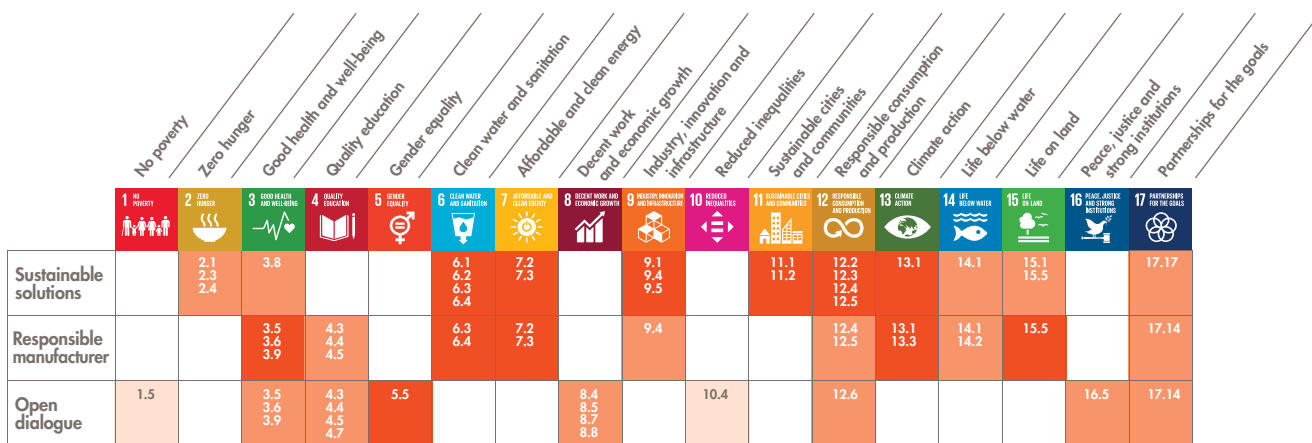 No poverty
Zero hunger
Good health and well-being
Quality education
Gender equality
Clean water and sanitation
Affordable and clean energy
Decent work
and economic growth
Industry, innovation and
infrastructure
Reduced inequalities
Sustainable cities
and communities
Responsible consumption
and production
Climate action
Life below water
Life on land
Peace, justice and
strong institutions
Partnerships for the goals
1 NO
POVERTY
2 ZERO
HUNGER
3 GOOD HEALTH
AND WELL-BEING
4 QUALITY
EDUCATION
5 GENDER
EQUALITY
6 CLEAN WATER
AND SANITATION
7 AFFORDABLE AND
CLEAN ENERGY
8 DECENT WORK AND
ECONOMIC GROWTH
9 INDUSTRY, INNOVATION
AND INFRASTRUCTURE
10 REDUCED
INEQUALITIES
11 SUSTAINABLE CITIES
AND COMMUNITIES
12 RESPONSIBLE
CONSUMPTION
AND PRODUCTION
13 CLIMATE
ACTION
14 LIFE
BELOW WATER
15 LIFE
ON LAND
16 PEACE, JUSTICE
AND STRONG
INSTITUTIONS
17 PARTNERSHIPS
FOR THE GOALS
Sustainable
solutions
2.1
2.3
2.4
3.8
6.1
6.2
6.3
6.4
7.2
7.3
9.1
9.4
9.5
11.1
11.2
12.2
12.3
12.4
12.5
13.1
14.1
15.1
15.5
17.17
Responsible
manufacturer
3.5
3.6
3.9
4.3
4.4
4.5
6.3
6.4
7.2
7.3
9.4
12.4
12.5
13.1
13.3
14.1
14.2
15.5
17.14
Open
dialogue
1.5
3.5
3.6
3.9
4.3
4.4
4.5
4.7
5.5
8.4
8.5
8.7
8.8
10.4
12.6
16.5
17.14